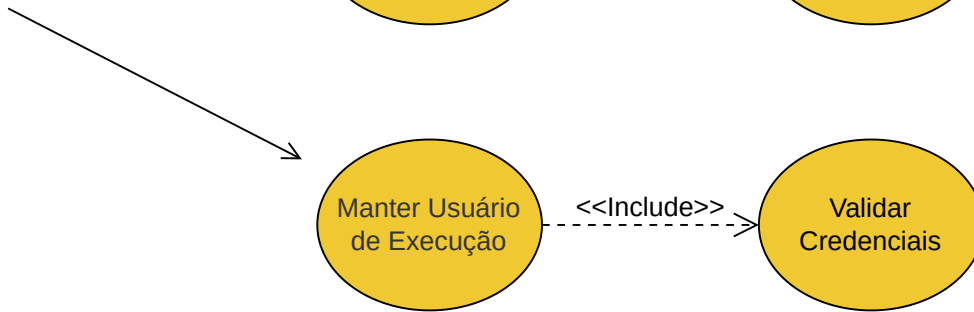 Manter Usuário
de Execução
<<Include>>
Validar
Credenciais